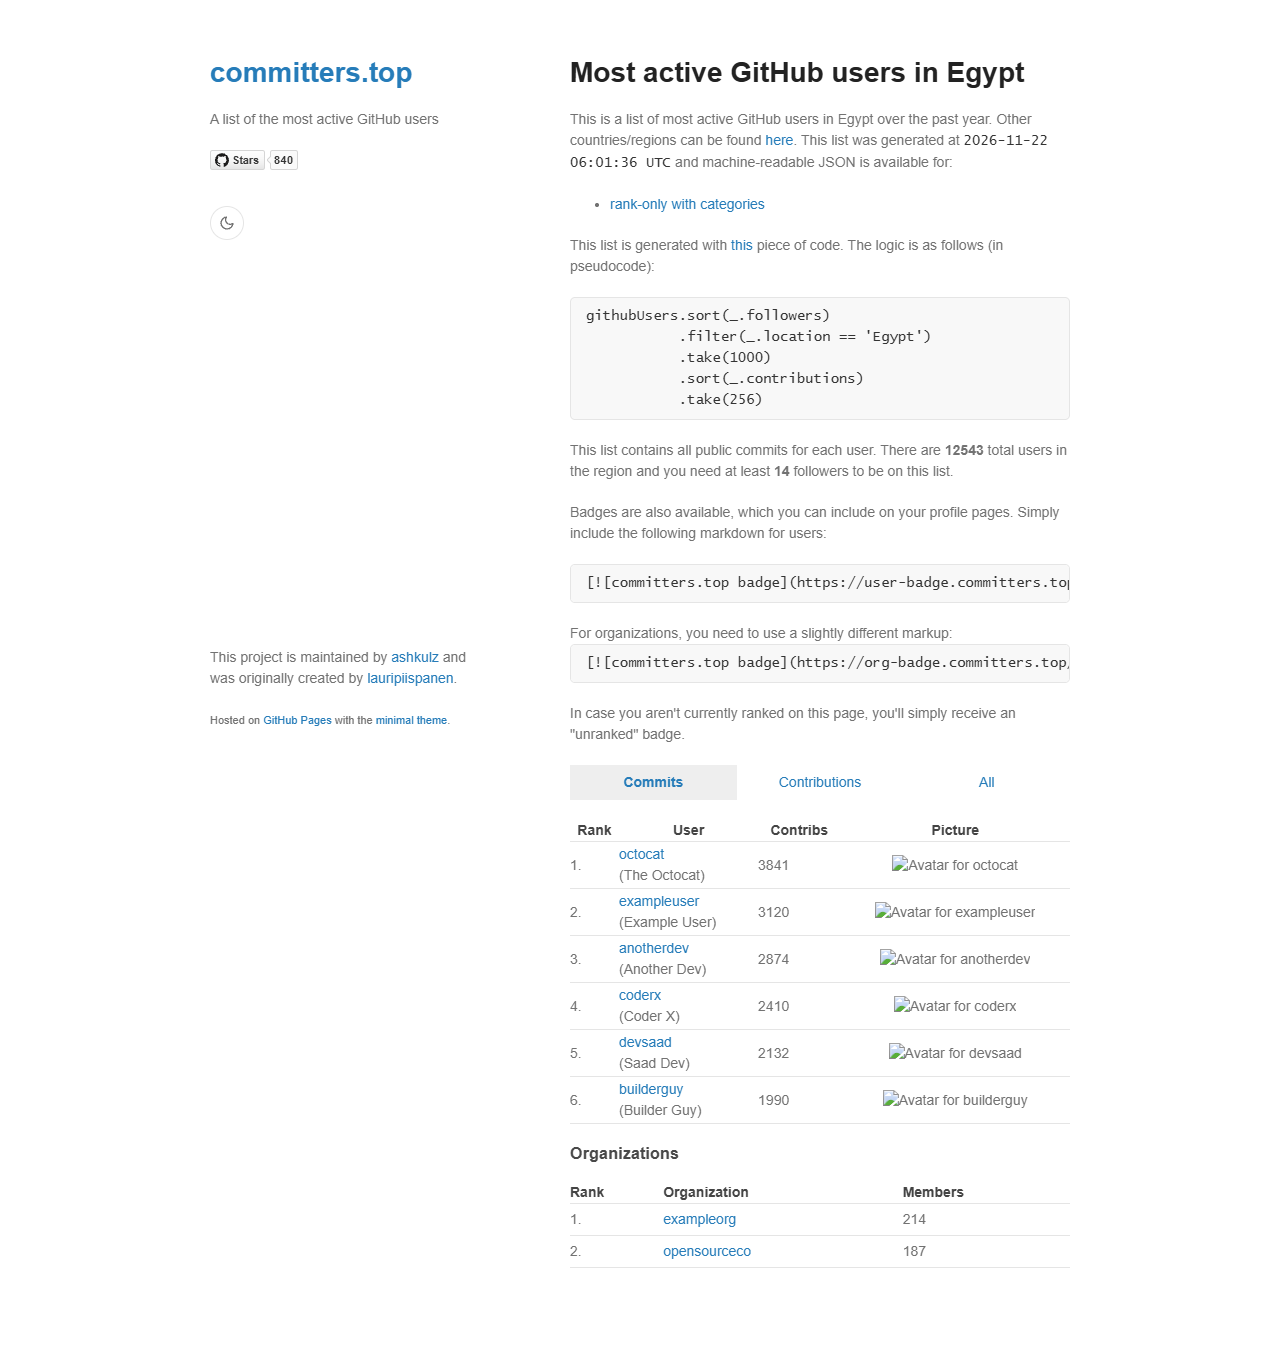 committers.top
A list of the most active GitHub users
Stars 840
This project is maintained by ashkulz and
was originally created by lauripiispanen.
Hosted on GitHub Pages with the minimal theme.
Most active GitHub users in Egypt
This is a list of most active GitHub users in Egypt over the past year. Other
countries/regions can be found here. This list was generated at 2026-11-22
06:01:36 UTC and machine-readable JSON is available for:
• rank-only with categories
This list is generated with this piece of code. The logic is as follows (in
pseudocode):
githubUsers.sort(_.followers)
.filter(_.location == 'Egypt')
.take(1000)
.sort(_.contributions)
.take(256)
This list contains all public commits for each user. There are 12543 total users in
the region and you need at least 14 followers to be on this list.
Badges are also available, which you can include on your profile pages. Simply
include the following markdown for users:
[![committers.top badge](https://user-badge.committers.top
For organizations, you need to use a slightly different markup:
[![committers.top badge](https://org-badge.committers.top/
In case you aren't currently ranked on this page, you'll simply receive an
"unranked" badge.
Commits Contributions All
Rank User Contribs Picture
1. octocat (The Octocat) 3841 Avatar for octocat
2. exampleuser (Example User) 3120 Avatar for exampleuser
3. anotherdev (Another Dev) 2874 Avatar for anotherdev
4. coderx (Coder X) 2410 Avatar for coderx
5. devsaad (Saad Dev) 2132 Avatar for devsaad
6. builderguy (Builder Guy) 1990 Avatar for builderguy
Organizations
Rank Organization Members
1. exampleorg 214
2. opensourceco 187